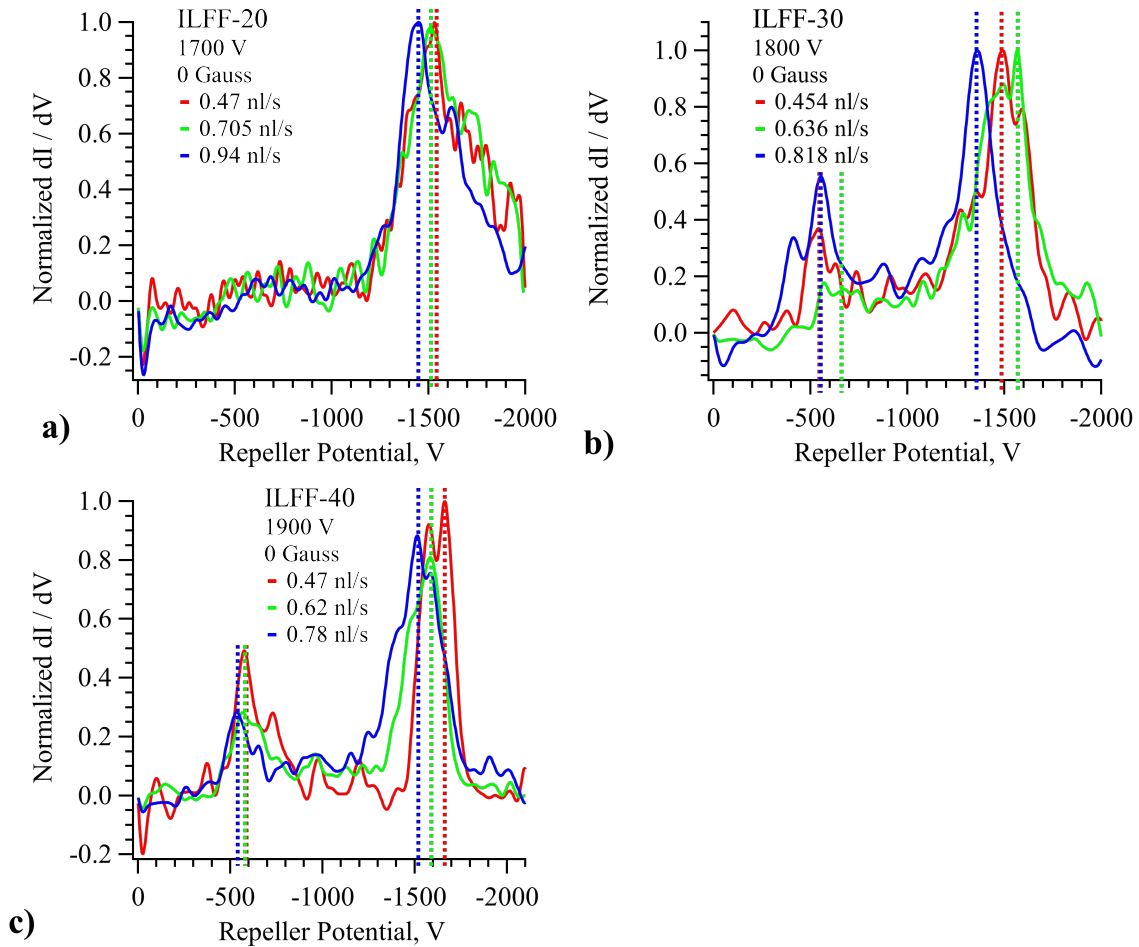 ILFF-20
1700 V
0 Gauss
0.47 nl/s
0.705 nl/s
0.94 nl/s
Normalized dI / dV
1.0
0.8
0.6
0.4
0.2
0.0
-0.2
0 -500 -1000 -1500 -2000
Repeller Potential, V
a)
ILFF-30
1800 V
0 Gauss
0.454 nl/s
0.636 nl/s
0.818 nl/s
Normalized dI / dV
1.0
0.8
0.6
0.4
0.2
0.0
0 -500 -1000 -1500 -2000
Repeller Potential, V
b)
ILFF-40
1900 V
0 Gauss
0.47 nl/s
0.62 nl/s
0.78 nl/s
Normalized dI / dV
1.0
0.8
0.6
0.4
0.2
0.0
-0.2
0 -500 -1000 -1500 -2000
Repeller Potential, V
c)